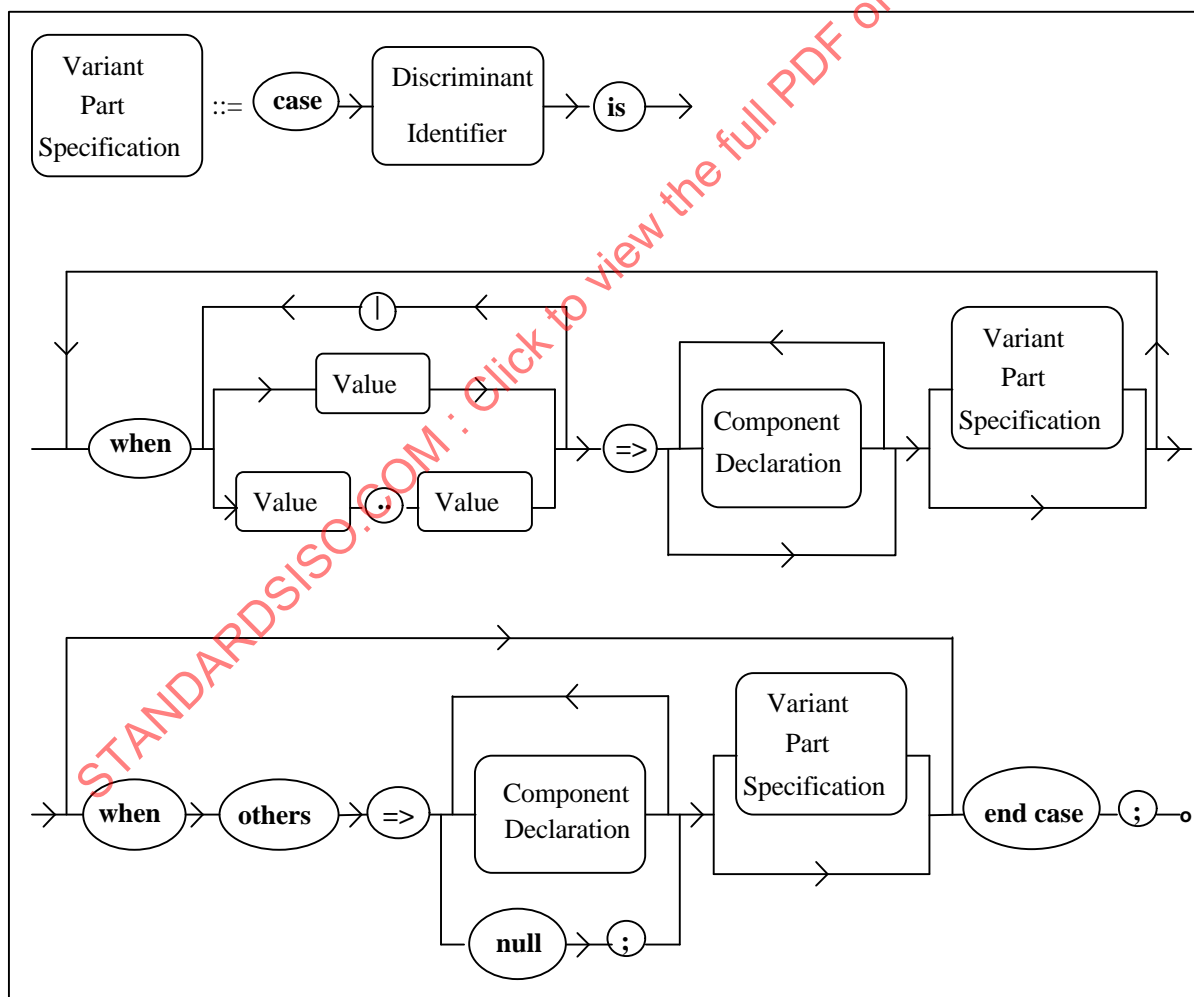 Variant
Part
Specification
::=
case
Discriminant
Identifier
is
|
Value
when
Value
..
Value
=>
Component
Declaration
Variant
Part
Specification
when
others
=>
Component
Declaration
null
;
Variant
Part
Specification
end case
;
STANDARDSISO.COM : Click to view the full PDF of